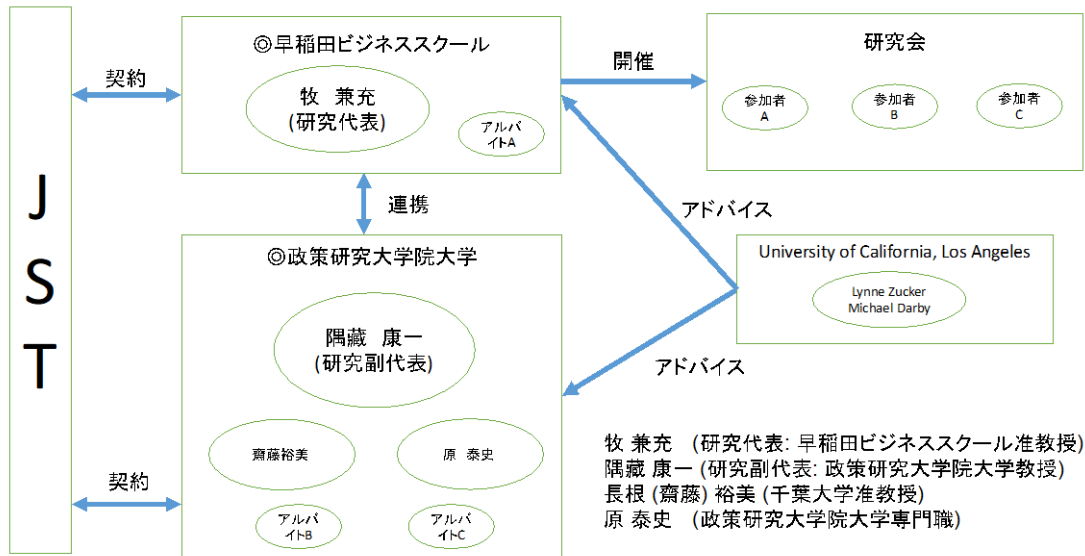 J
S
T
契約
契約
◎早稲田ビジネススクール
牧 兼充
(研究代表)
アルバ
イトA
連携
◎政策研究大学院大学
隅藏 康一
(研究副代表)
齋藤裕美
原 泰史
アルバ
イトB
アルバ
イトC
開催
研究会
参加者
A
参加者
B
参加者
C
アドバイス
アドバイス
University of California, Los Angeles
Lynne Zucker
Michael Darby
牧 兼充 (研究代表: 早稲田ビジネススクール准教授)
隅藏 康一 (研究副代表: 政策研究大学院大学教授)
長根 (齋藤) 裕美 (千葉大学准教授)
原 泰史 (政策研究大学院大学専門職)